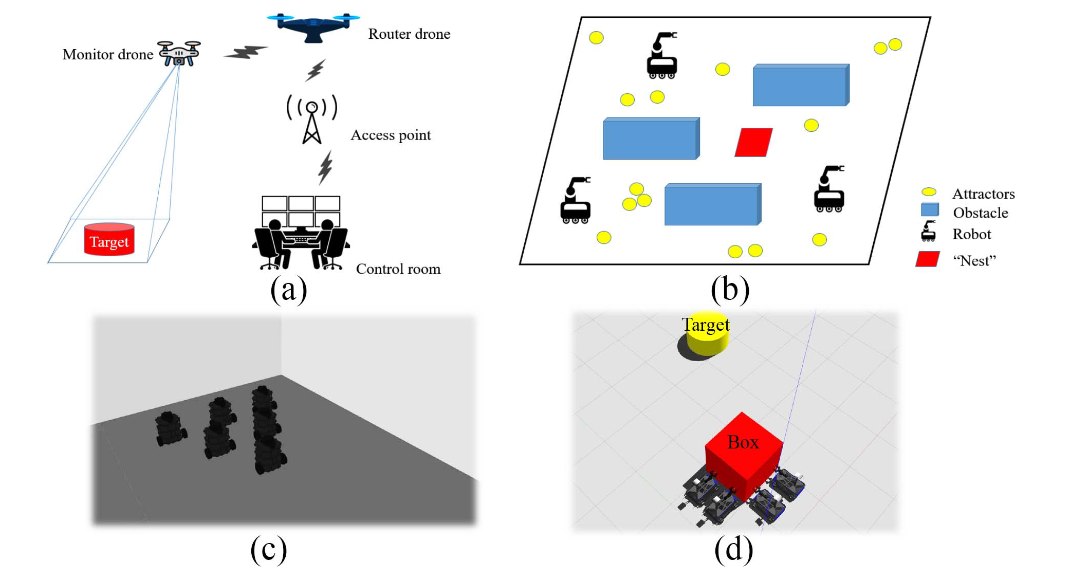 Router drone
Monitor drone
Access point
Target
Control room
(a)
Attractors
Obstacle
Robot
“Nest”
(b)
(c)
Target
Box
(d)